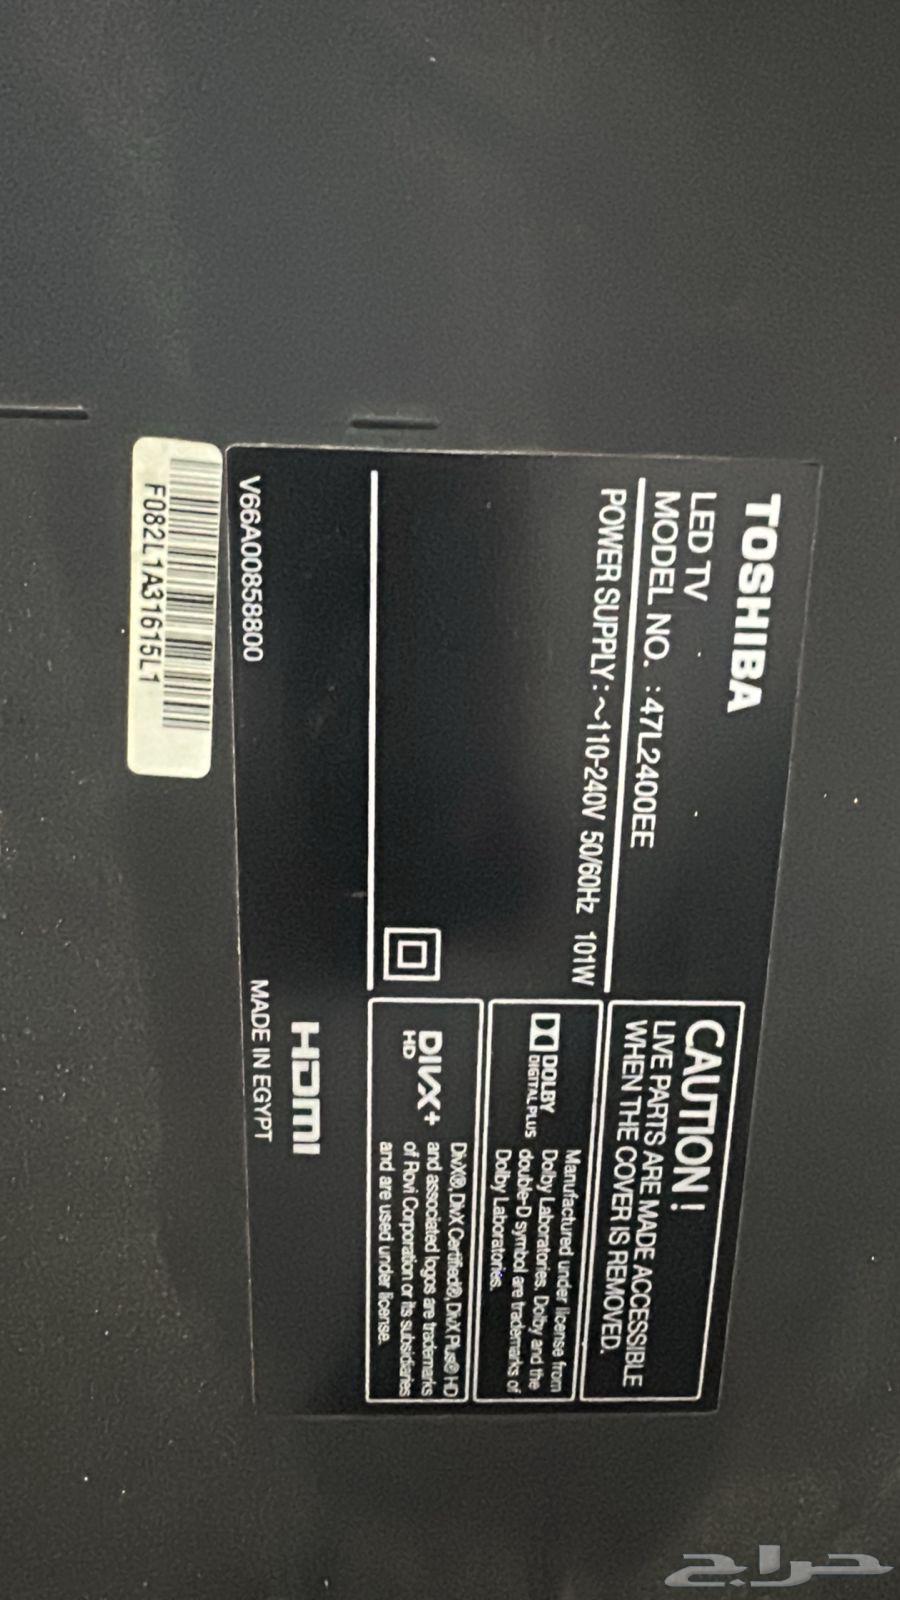 TOSHIBA
LED TV
MODEL NO. : 47L2400EE
POWER SUPPLY : ~110-240V 50/60Hz 101W
CAUTION !
LIVE PARTS ARE MADE ACCESSIBLE
WHEN THE COVER IS REMOVED.
DOLBY
DIGITAL PLUS
Manufactured under license from
Dolby Laboratories. Dolby and the
double-D symbol are trademarks of
Dolby Laboratories.
DIVX+
HD
DivX®, DivX Certified®, DivX Plus® HD
and associated logos are trademarks
of Rovi Corporation or its subsidiaries
and are used under license.
HDMI
V66A00858800
MADE IN EGYPT
F082L1A31615L1
حراج